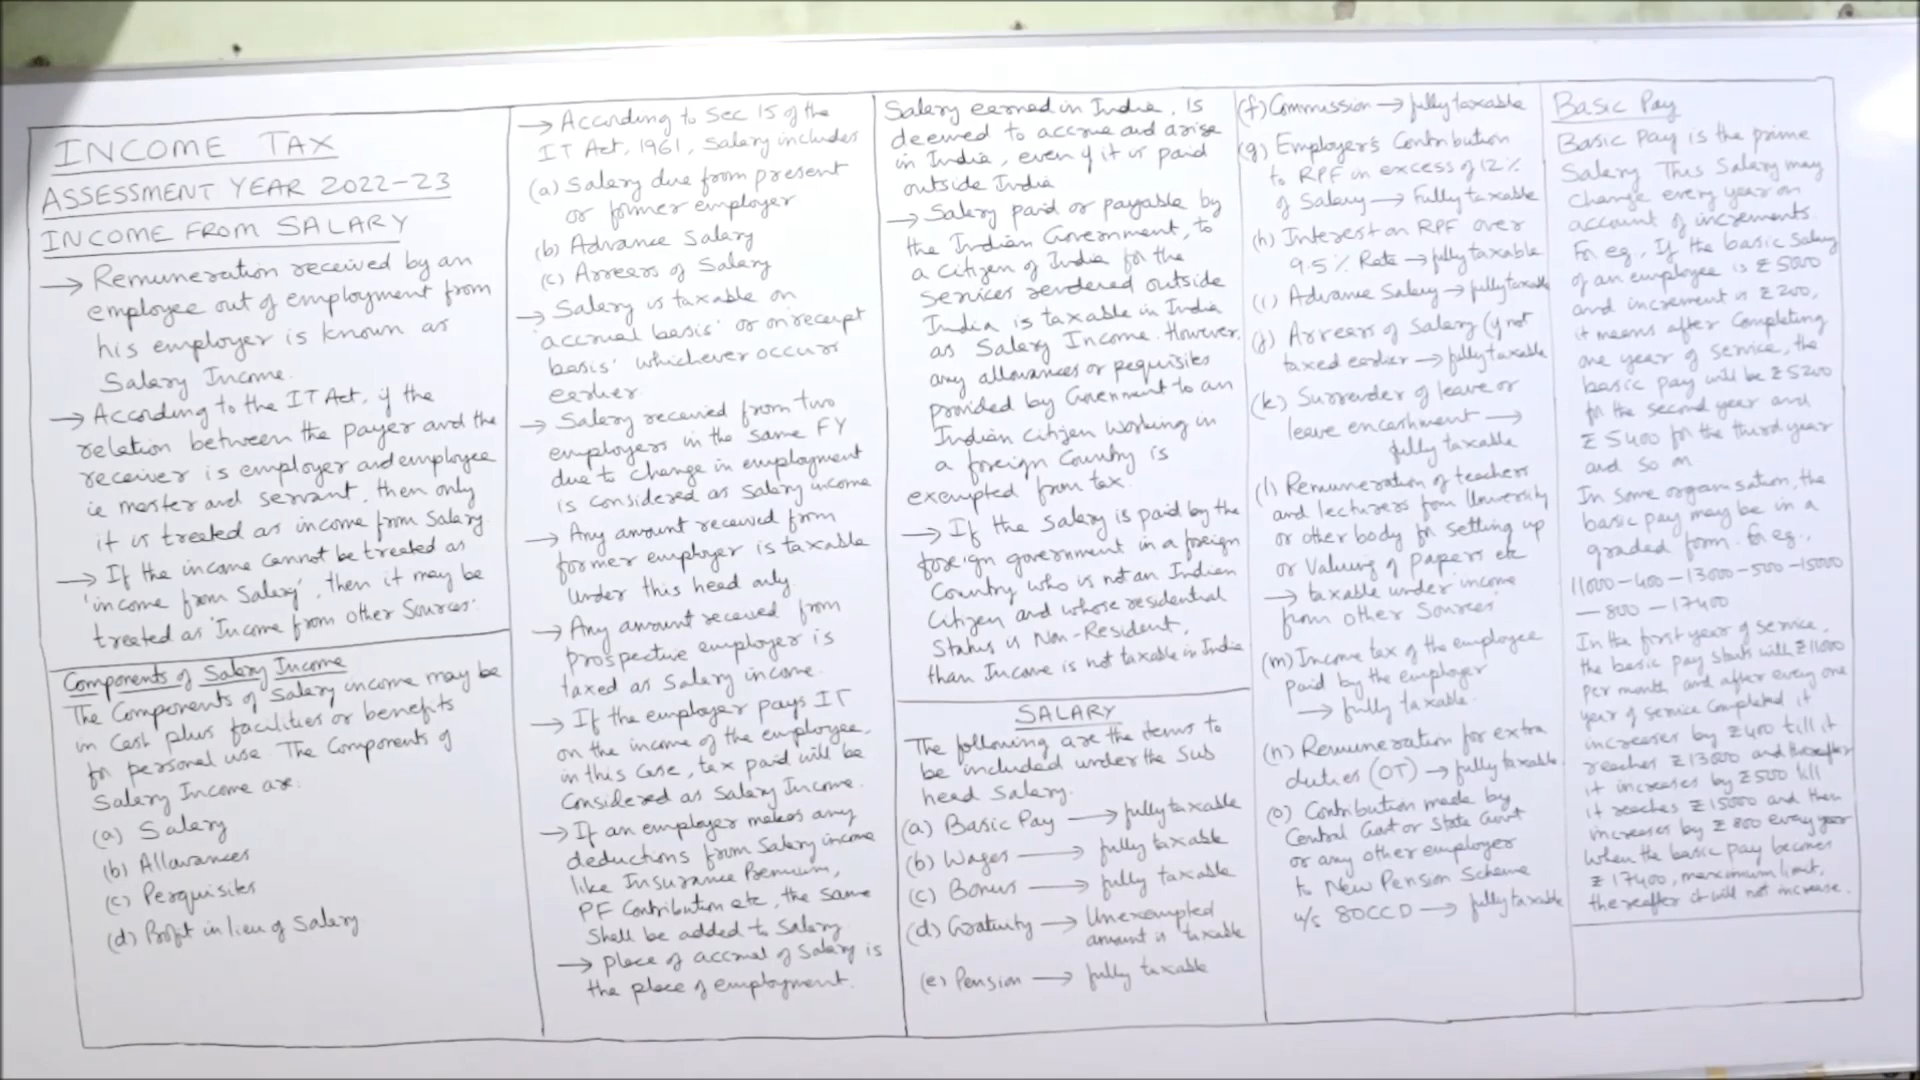 INCOME TAX
ASSESSMENT YEAR 2022-23
INCOME FROM SALARY
→ Remuneration received by an
employee out of employment from
his employer is known as
Salary Income.
→ According to the IT Act, if the
relation between the payer and the
receiver is employer and employee
ie master and servant, then only
it is treated as income from Salary
→ If the income cannot be treated as
'income from Salary', then it may be
treated as 'Income from Other Sources'
Components of Salary Income
The Components of Salary income may be
in Cash plus facilities or benefits
for personal use. The Components of
Salary Income are:
(a) Salary
(b) Allowances
(c) Perquisites
(d) Profit in lieu of Salary
→ According to Sec 15 of the
IT Act, 1961, Salary includes
(a) Salary due from present
or former employer
(b) Advance Salary
(c) Arrears of Salary
→ Salary is taxable on
'accrual basis' or on 'receipt
basis' whichever occurs
earlier
→ Salary received from two
employers in the same FY
due to change in employment
is considered as Salary income
→ Any amount received from
former employer is taxable
under this head only.
→ Any amount received from
prospective employer is
taxed as Salary income.
→ If the employer pays IT
on the income of the employee,
in this Case, tax paid will be
Considered as Salary Income.
→ If an employer makes any
deductions from Salary income
like Insurance Premium,
PF Contribution etc, the same
Shall be added to Salary
→ place of accrual of Salary is
the place of employment.
Salary earned in India, is
deemed to accrue and arise
in India, even if it is paid
outside India
→ Salary paid or payable by
the Indian Government, to
a Citizen of India for the
Services rendered outside
India is taxable in India
as Salary Income. However,
any allowances or pequisites
provided by Government to an
Indian Citizen working in
a foreign Country is
exempted from tax.
→ If the Salary is paid by the
foreign government in a foreign
Country who is not an Indian
Citizen and whose residential
Status is Non-Resident,
than Income is not taxable in India
SALARY
The following are the items to
be included under the Sub
head Salary.
(a) Basic Pay → fully taxable
(b) Wages → fully taxable
(c) Bonus → fully taxable
(d) Gratuity → Unexempted
amount is taxable
(e) Pension → fully taxable
(f) Commission → fully taxable
(g) Employer's Contribution
to RPF in excess of 12%
of Salary → Fully taxable
(h) Interest on RPF over
9.5% Rate → fully taxable
(i) Advance Salary → fully taxable
(j) Arrears of Salary (if not
taxed earlier → fully taxable
(k) Surrender of leave or
leave encashment →
fully taxable
(l) Remuneration of teachers
and lecturers from University
or other body for setting up
or Valuing of Papers etc
→ taxable under 'income
from other Sources'
(m) Income tax of the employee
paid by the employer
→ fully taxable.
(n) Remuneration for extra
duties (OT) → fully taxable
(o) Contribution made by
Central Govt or State Govt
or any other employer
to New Pension Scheme
u/s 80CCD → fully taxable
Basic Pay
Basic Pay is the prime
Salary. This Salary may
change every year on
account of increments.
For eg, If the basic Salary
of an employee is ₹5000
and increment is ₹200,
it means after Completing
one year of Service, the
basic pay will be ₹5200
for the second year and
₹5400 for the third year
and so on
In Some organisation, the
basic pay may be in a
graded form. for eg.,
11000-400-13000-500-15000
-800-17400
In the first year of service,
the basic pay starts will ₹11000
per month and after every one
year of service completed it
increases by ₹400 till it
reaches ₹13000 and thereafter
it increases by ₹500 till
it reaches ₹15000 and then
increases by ₹800 every year
When the basic pay becomes
₹17400, maximum limit,
thereafter it will not increase.